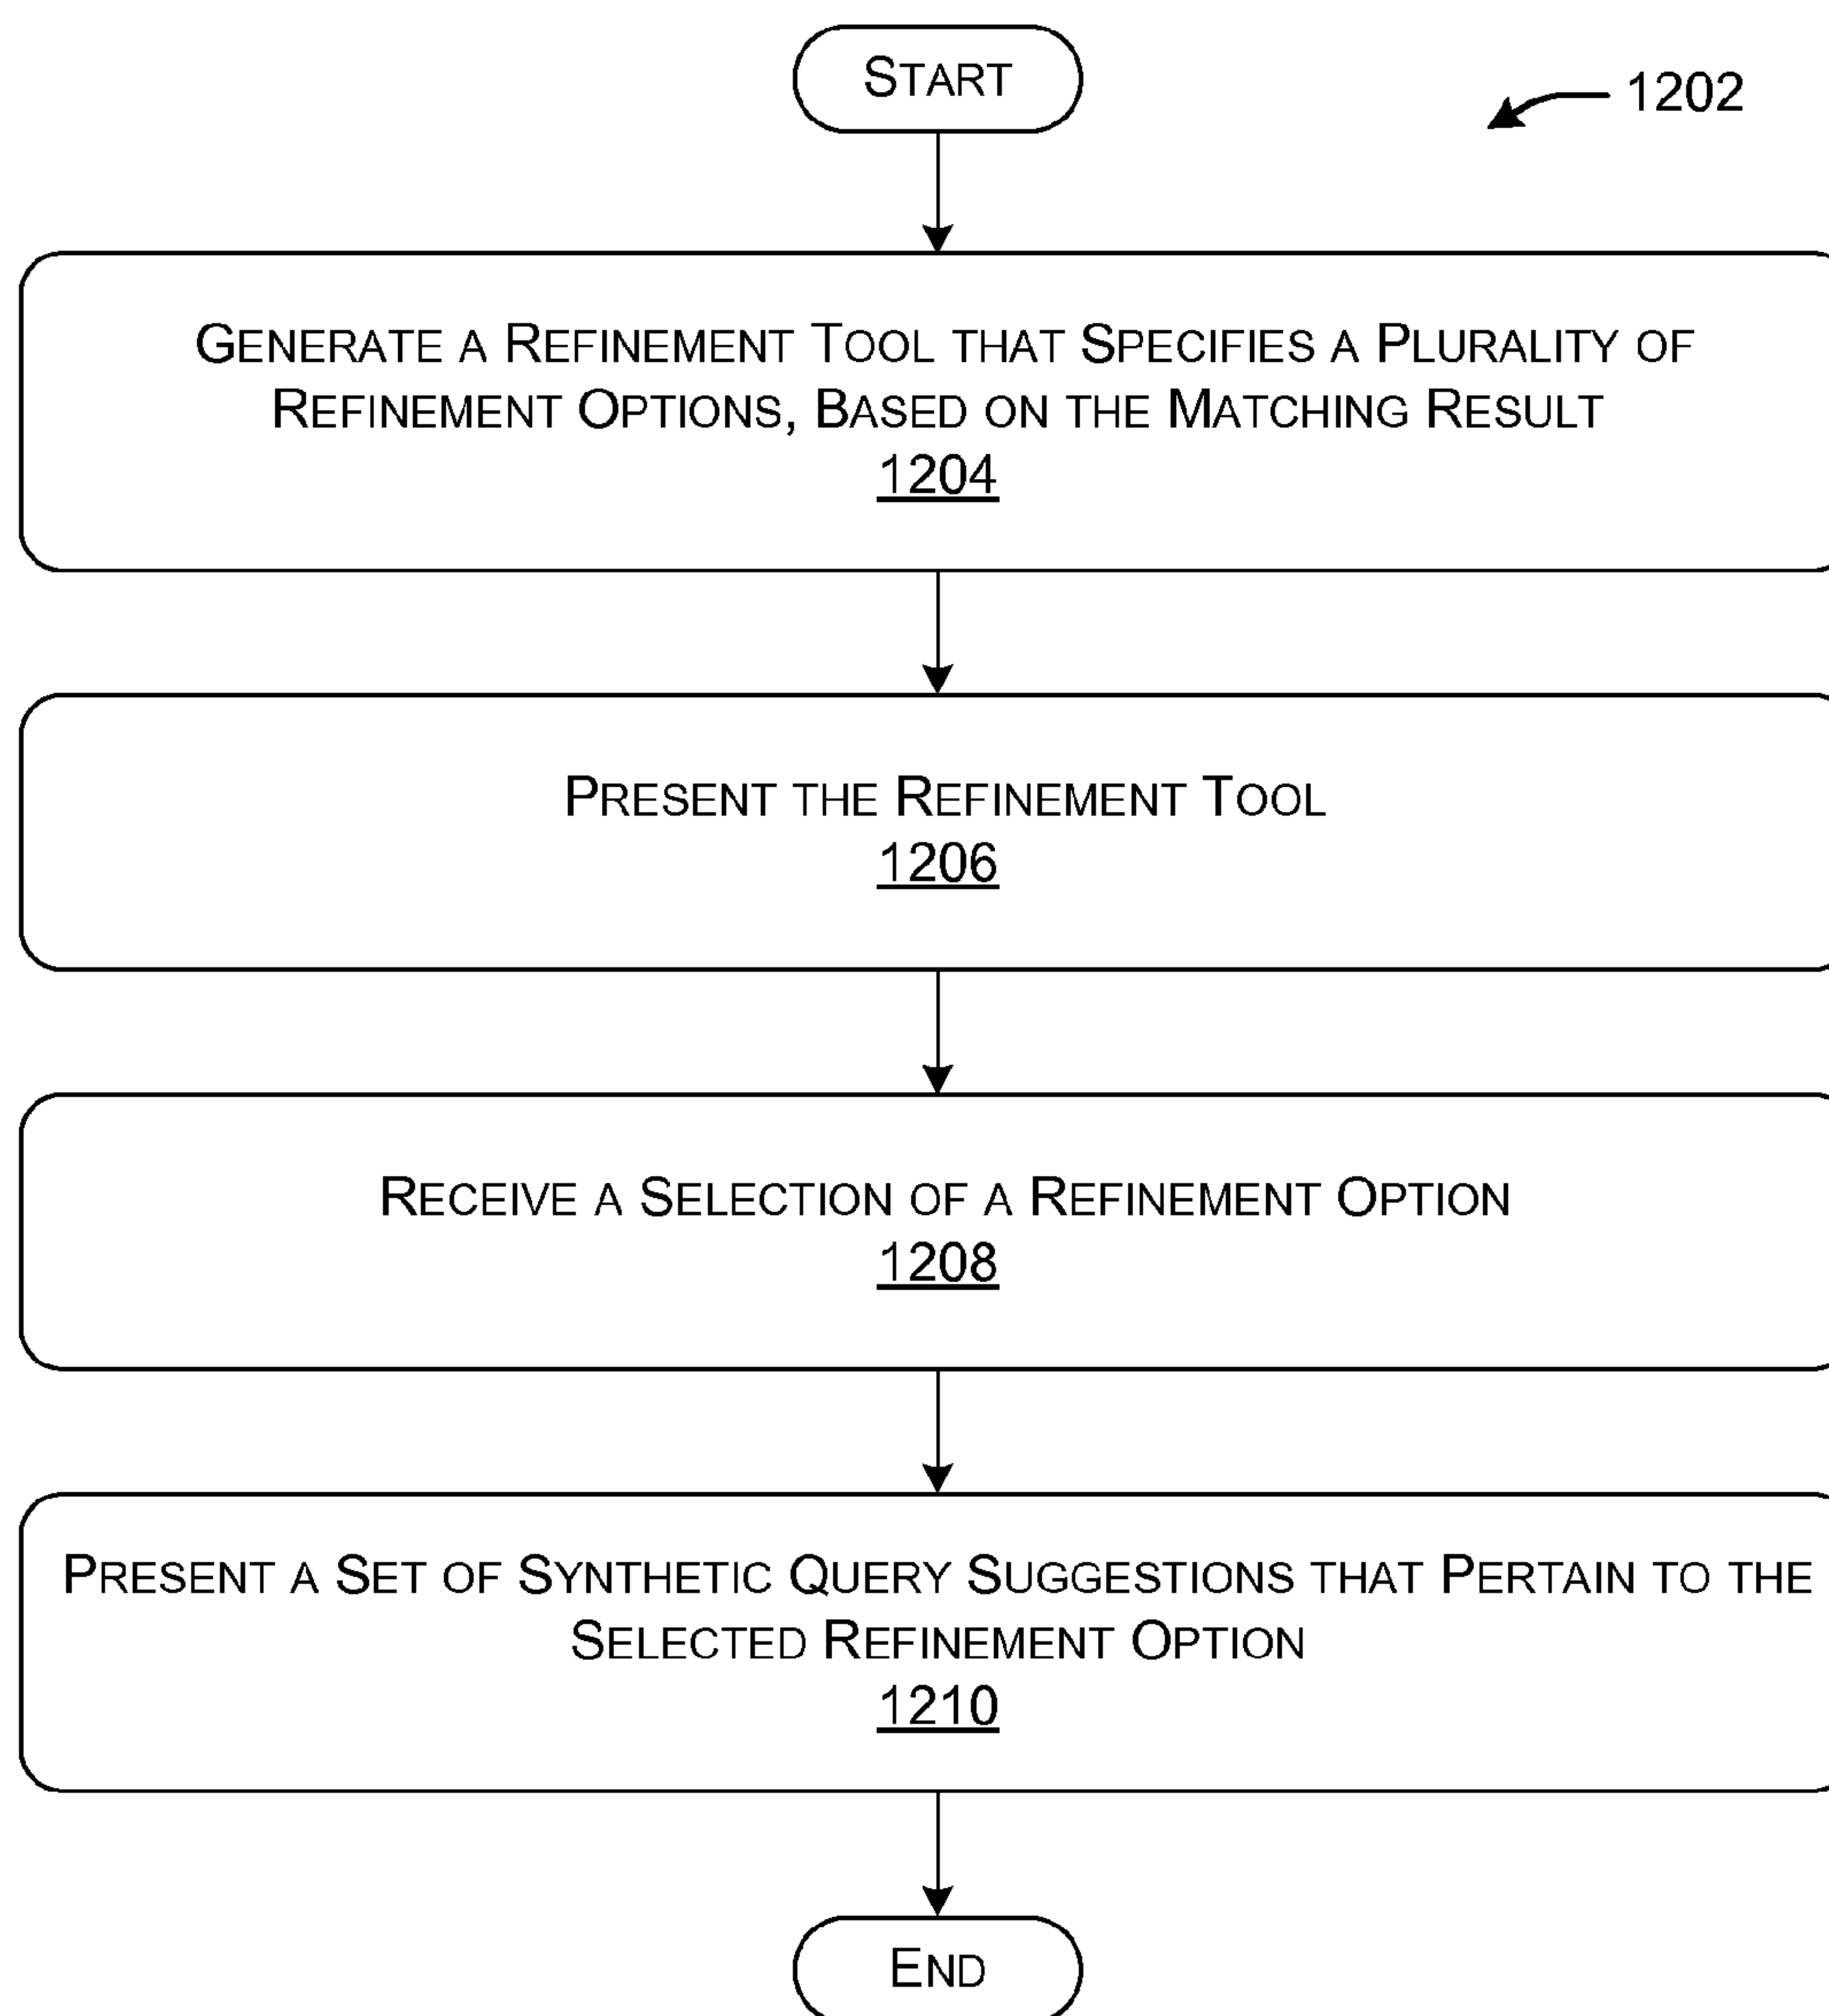 START
1202
GENERATE A REFINEMENT TOOL THAT SPECIFIES A PLURALITY OF
REFINEMENT OPTIONS, BASED ON THE MATCHING RESULT
1204
PRESENT THE REFINEMENT TOOL
1206
RECEIVE A SELECTION OF A REFINEMENT OPTION
1208
PRESENT A SET OF SYNTHETIC QUERY SUGGESTIONS THAT PERTAIN TO THE
SELECTED REFINEMENT OPTION
1210
END